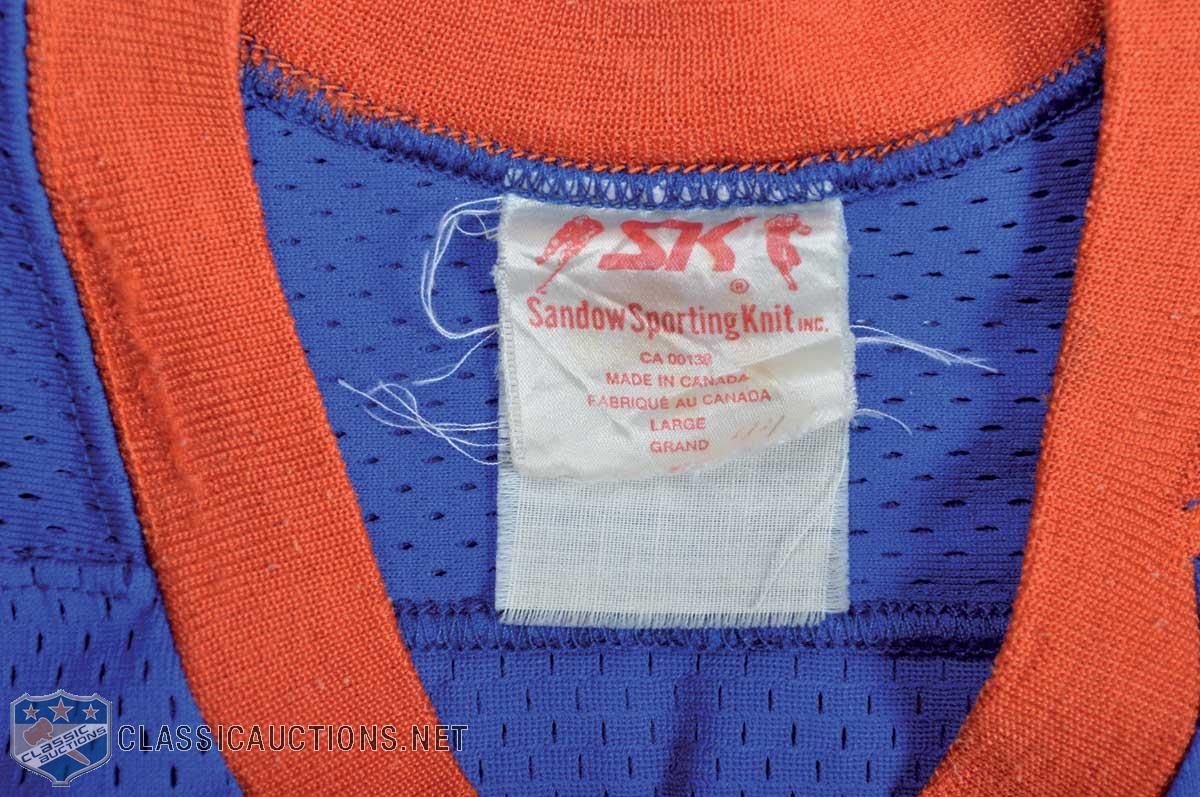 SK
®
Sandow Sporting Knit INC.
CA 00138
MADE IN CANADA
FABRIQUÉ AU CANADA
LARGE
GRAND
CLASSIC
AUCTIONS
CLASSICAUCTIONS.NET